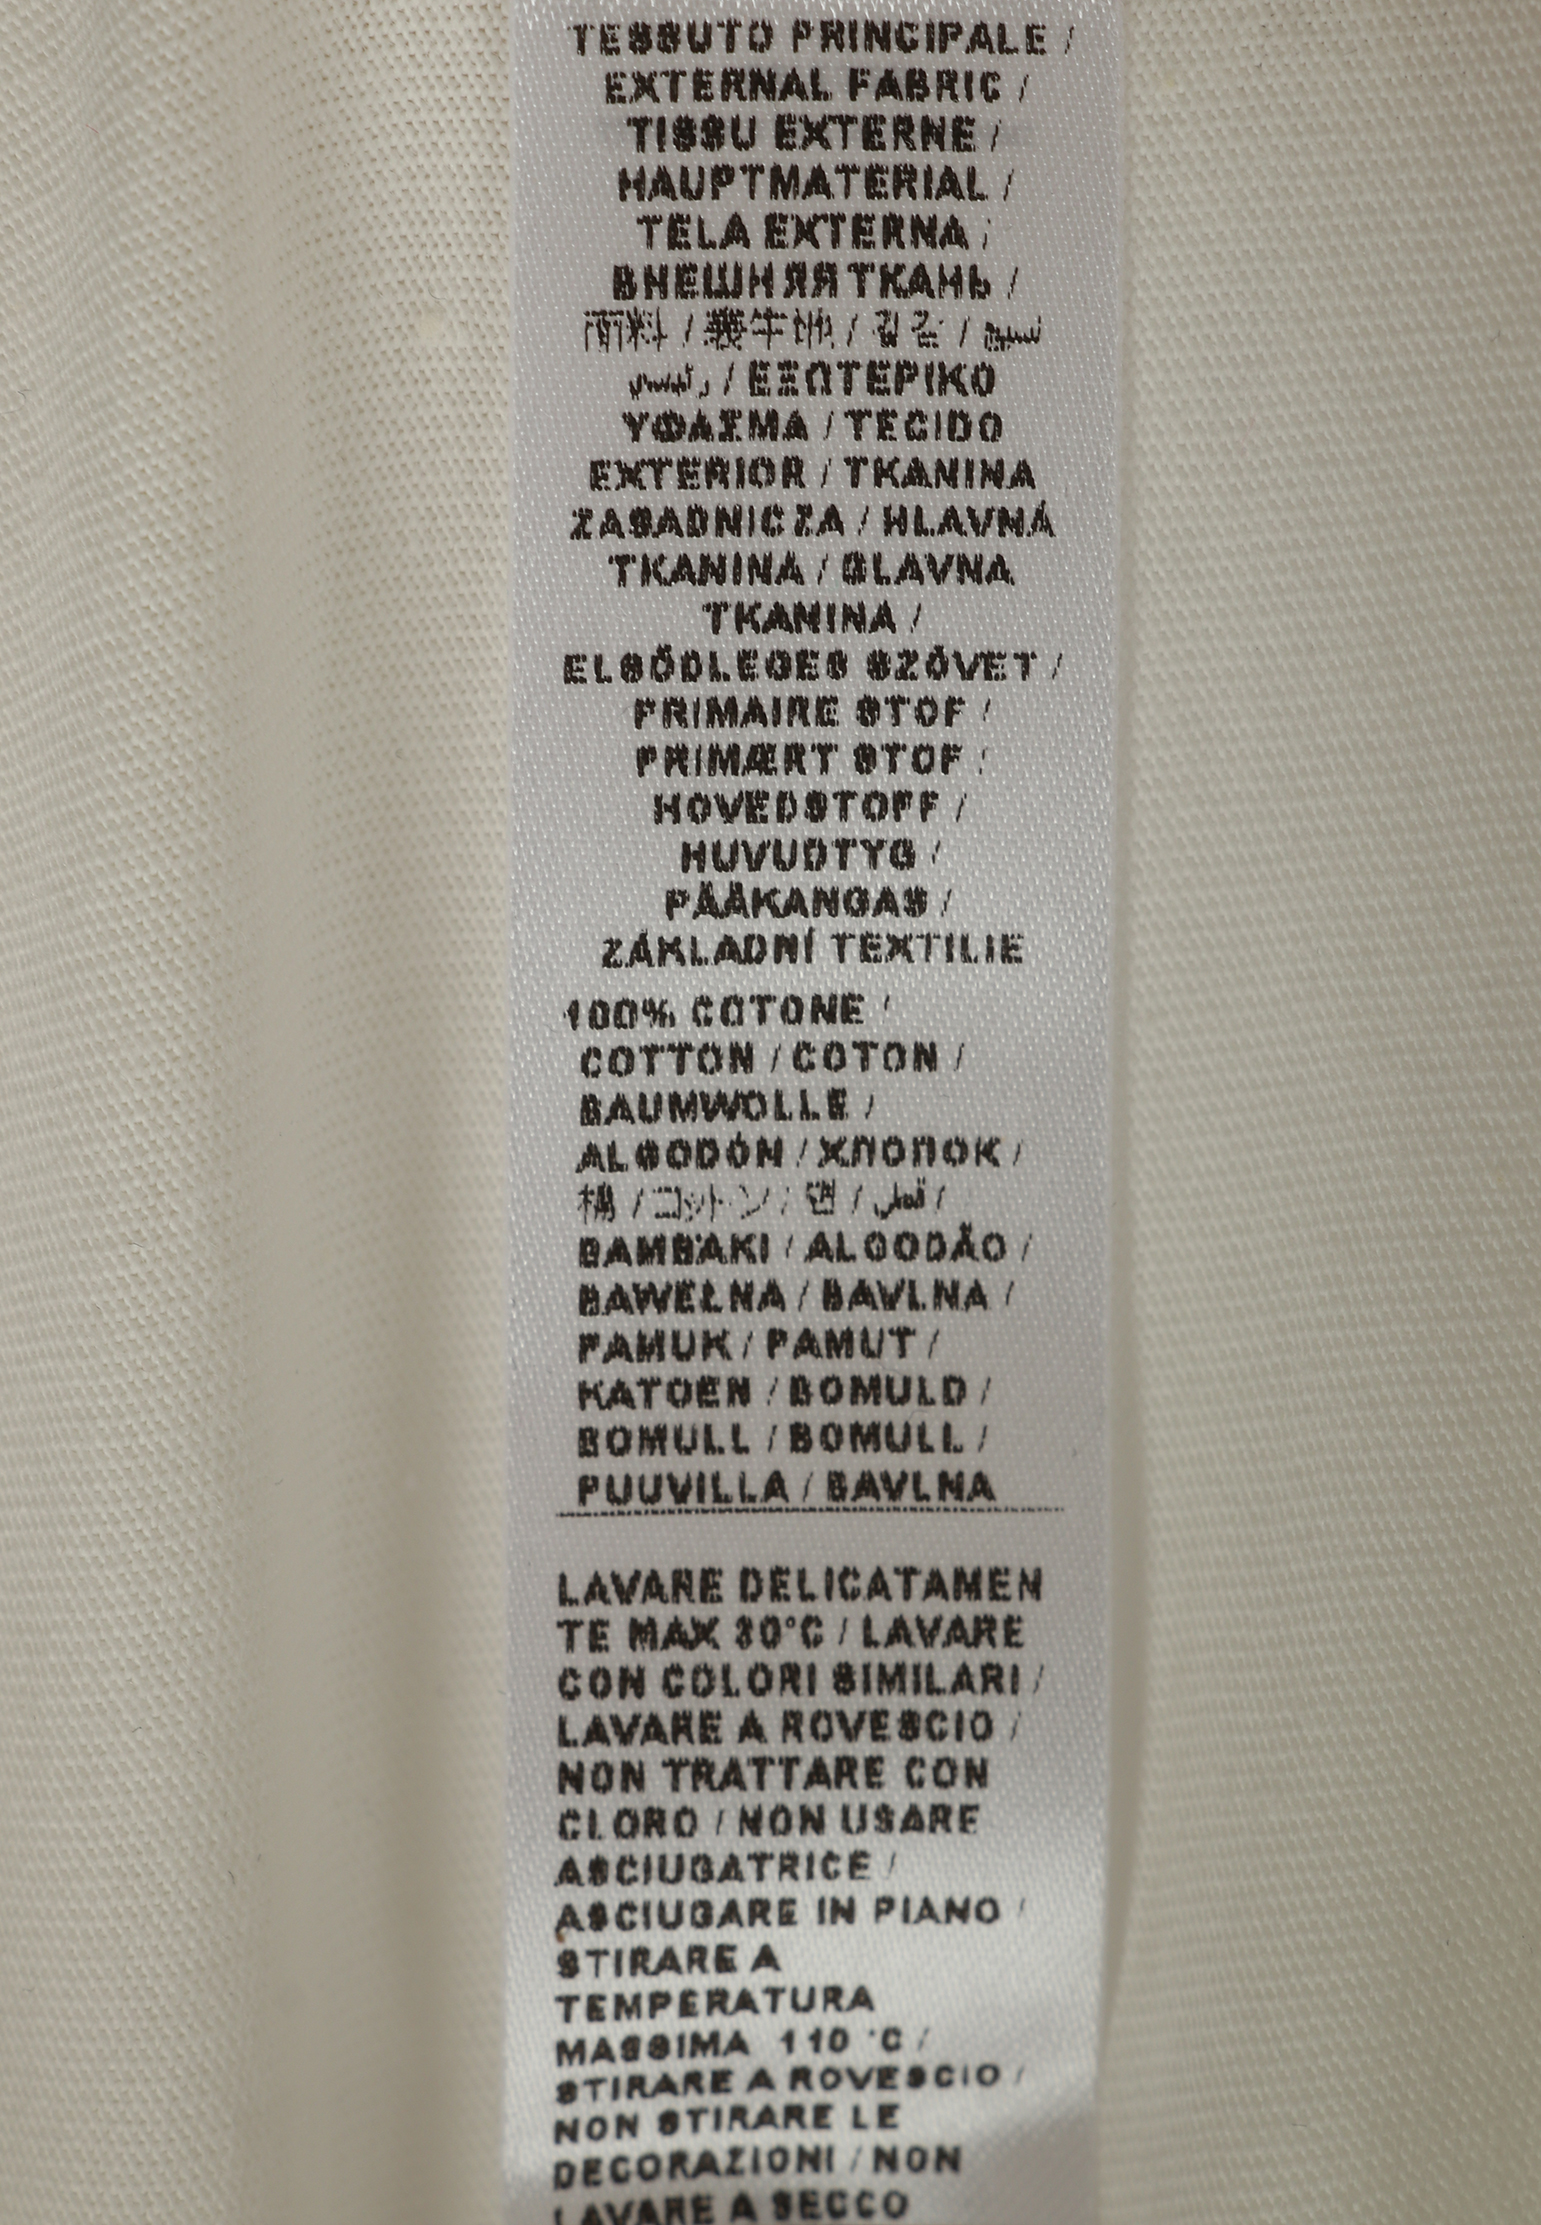 TESSUTO PRINCIPALE /
EXTERNAL FABRIC /
TISSU EXTERNE /
HAUPTMATERIAL /
TELA EXTERNA /
ВНЕШНЯЯ ТКАНЬ /
面料 / / 겉감 /
/ ΕΞΩΤΕΡΙΚΟ
ΥΦΑΣΜΑ / TECIDO
EXTERIOR / TKANINA
ZASADNICZA / HLAVNÁ
TKANINA / GLAVNA
TKANINA /
ELSŐDLEGES SZÖVET /
PRIMAIRE STOF /
PRIMÆRT STOF /
HOVEDSTOFF /
HUVUDTYG /
PÄÄKANGAS /
ZÁKLADNÍ TEXTILIE
100% COTONE /
COTTON / COTON /
BAUMWOLLE /
ALGODÓN / ХЛОПОК /
棉 / コットン / 면 / قطن /
BAMBAKI / ALGODÃO /
BAWEŁNA / BAVLNA /
PAMUK / PAMUT /
KATOEN / BOMULD /
BOMULL / BOMULL /
PUUVILLA / BAVLNA
LAVARE DELICATAMEN
TE MAX 30°C / LAVARE
CON COLORI SIMILARI /
LAVARE A ROVESCIO /
NON TRATTARE CON
CLORO / NON USARE
ASCIUGATRICE /
ASCIUGARE IN PIANO /
STIRARE A
TEMPERATURA
MASSIMA 110 °C /
STIRARE A ROVESCIO /
NON STIRARE LE
DECORAZIONI / NON
LAVARE A SECCO